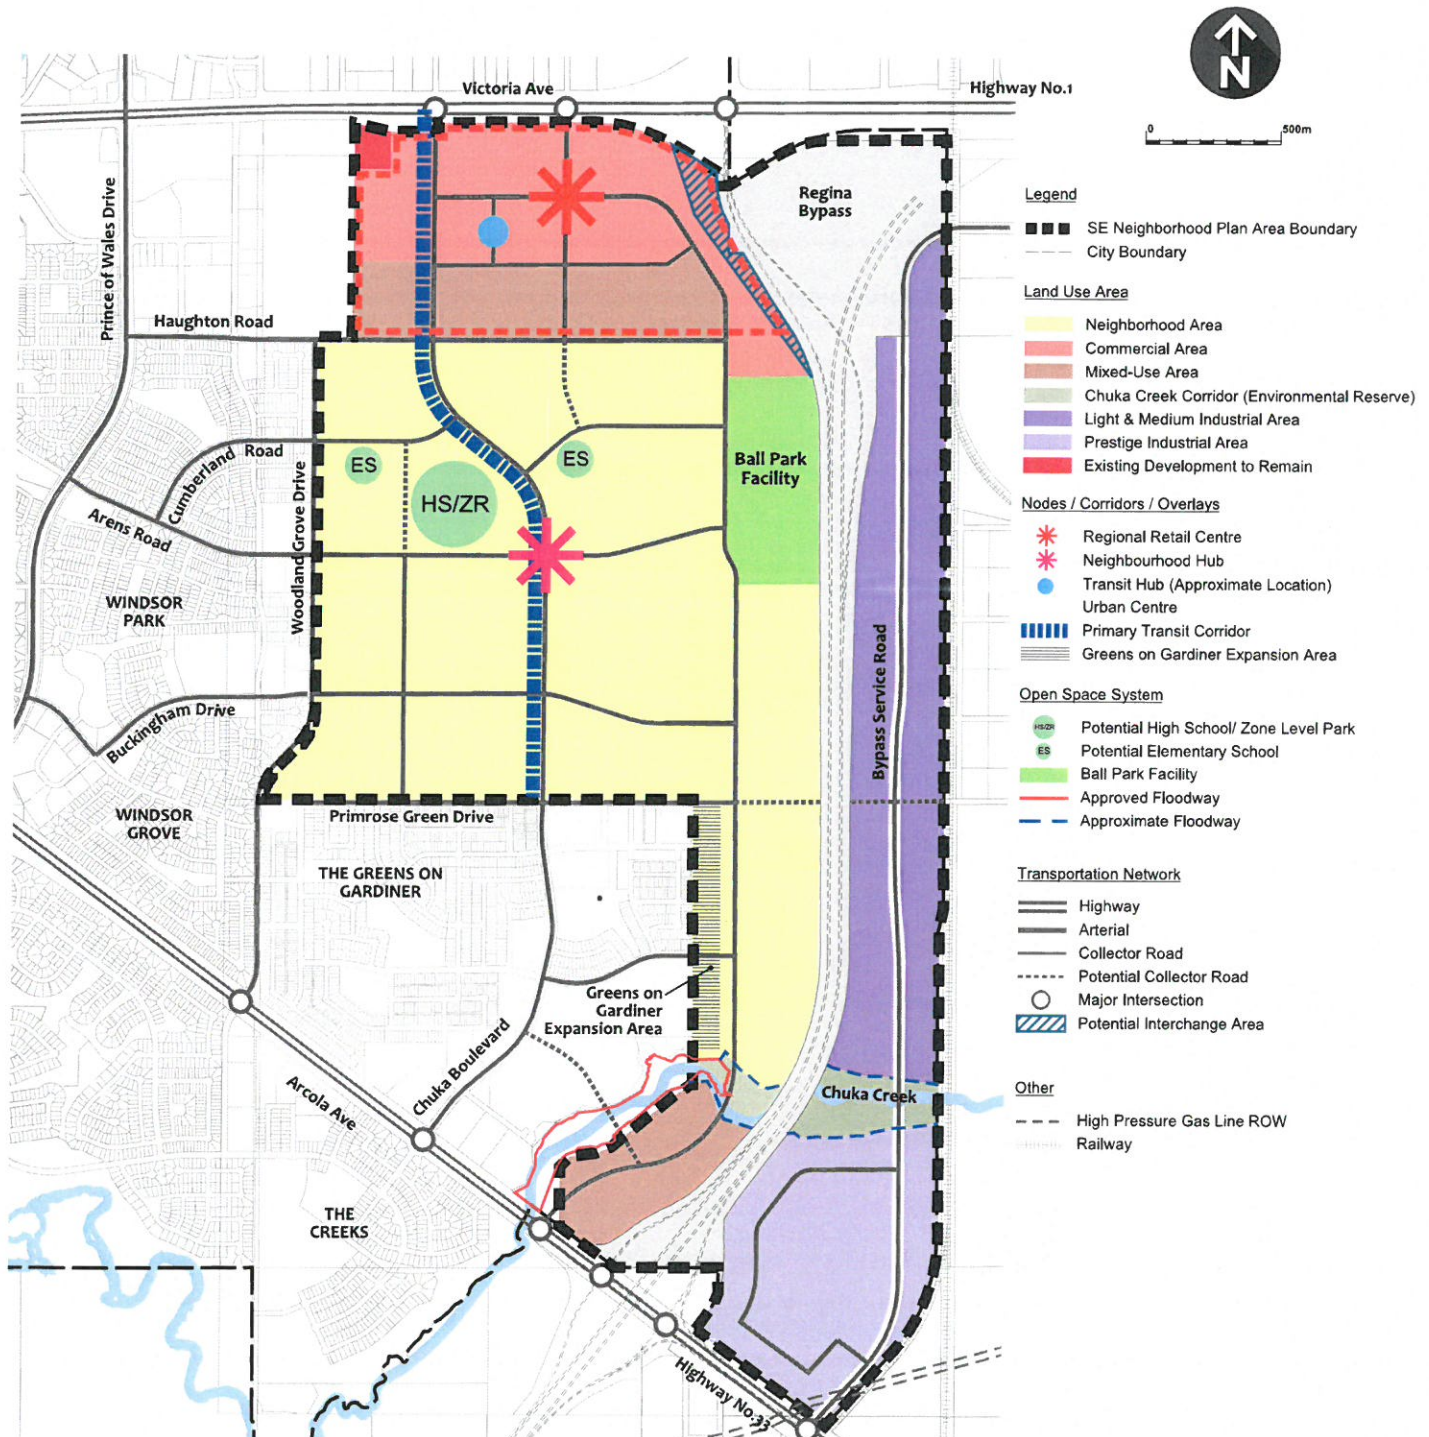 N
0
500m
Victoria Ave
Highway No.1
Regina
Bypass
Prince of Wales Drive
Haughton Road
Cumberland Road
Arens Road
Woodland Grove Drive
ES
HS/ZR
ES
Ball Park
Facility
WINDSOR
PARK
Buckingham Drive
Bypass Service Road
WINDSOR
GROVE
Primrose Green Drive
THE GREENS ON
GARDINER
Greens on
Gardiner
Expansion Area
Chuka Boulevard
Arcola Ave
Chuka Creek
THE
CREEKS
Highway No.33
Legend
SE Neighborhood Plan Area Boundary
City Boundary
Land Use Area
Neighborhood Area
Commercial Area
Mixed-Use Area
Chuka Creek Corridor (Environmental Reserve)
Light & Medium Industrial Area
Prestige Industrial Area
Existing Development to Remain
Nodes / Corridors / Overlays
Regional Retail Centre
Neighbourhood Hub
Transit Hub (Approximate Location)
Urban Centre
Primary Transit Corridor
Greens on Gardiner Expansion Area
Open Space System
HS/ZR Potential High School/ Zone Level Park
ES Potential Elementary School
Ball Park Facility
Approved Floodway
Approximate Floodway
Transportation Network
Highway
Arterial
Collector Road
Potential Collector Road
Major Intersection
Potential Interchange Area
Other
High Pressure Gas Line ROW
Railway